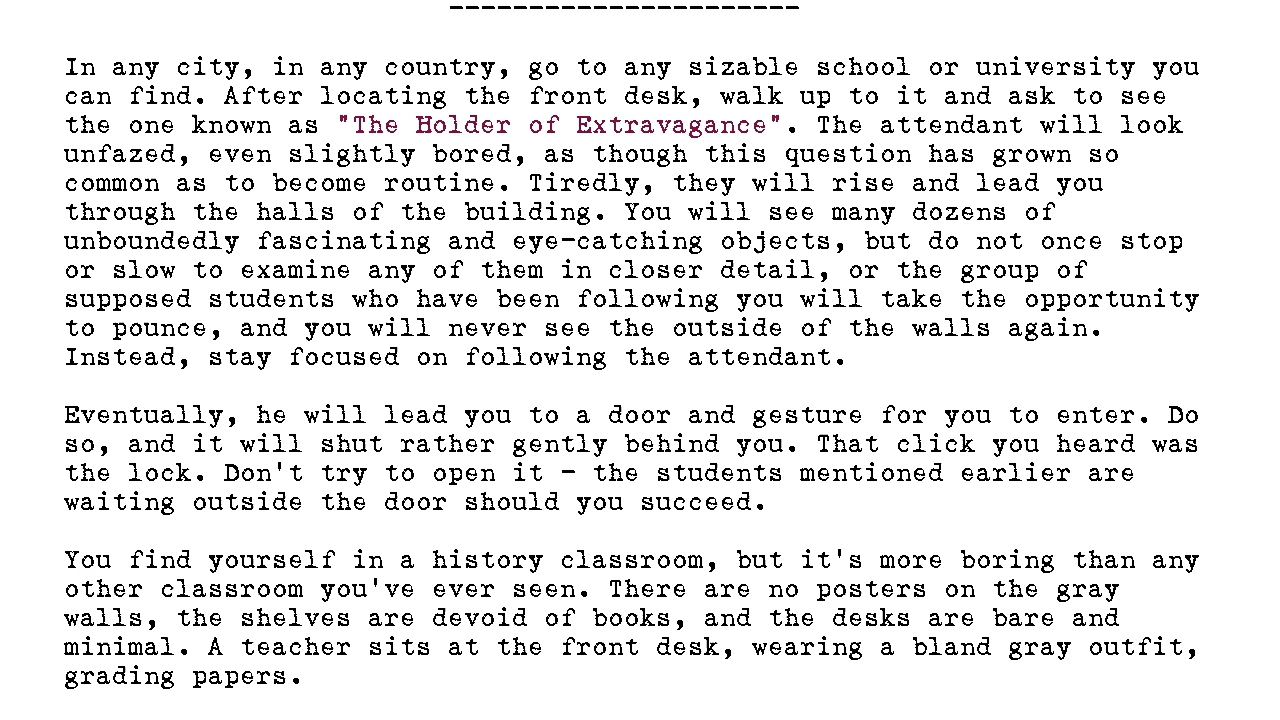 ----------------------
In any city, in any country, go to any sizable school or university you
can find. After locating the front desk, walk up to it and ask to see
the one known as "The Holder of Extravagance". The attendant will look
unfazed, even slightly bored, as though this question has grown so
common as to become routine. Tiredly, they will rise and lead you
through the halls of the building. You will see many dozens of
unboundedly fascinating and eye-catching objects, but do not once stop
or slow to examine any of them in closer detail, or the group of
supposed students who have been following you will take the opportunity
to pounce, and you will never see the outside of the walls again.
Instead, stay focused on following the attendant.
Eventually, he will lead you to a door and gesture for you to enter. Do
so, and it will shut rather gently behind you. That click you heard was
the lock. Don't try to open it - the students mentioned earlier are
waiting outside the door should you succeed.
You find yourself in a history classroom, but it's more boring than any
other classroom you've ever seen. There are no posters on the gray
walls, the shelves are devoid of books, and the desks are bare and
minimal. A teacher sits at the front desk, wearing a bland gray outfit,
grading papers.